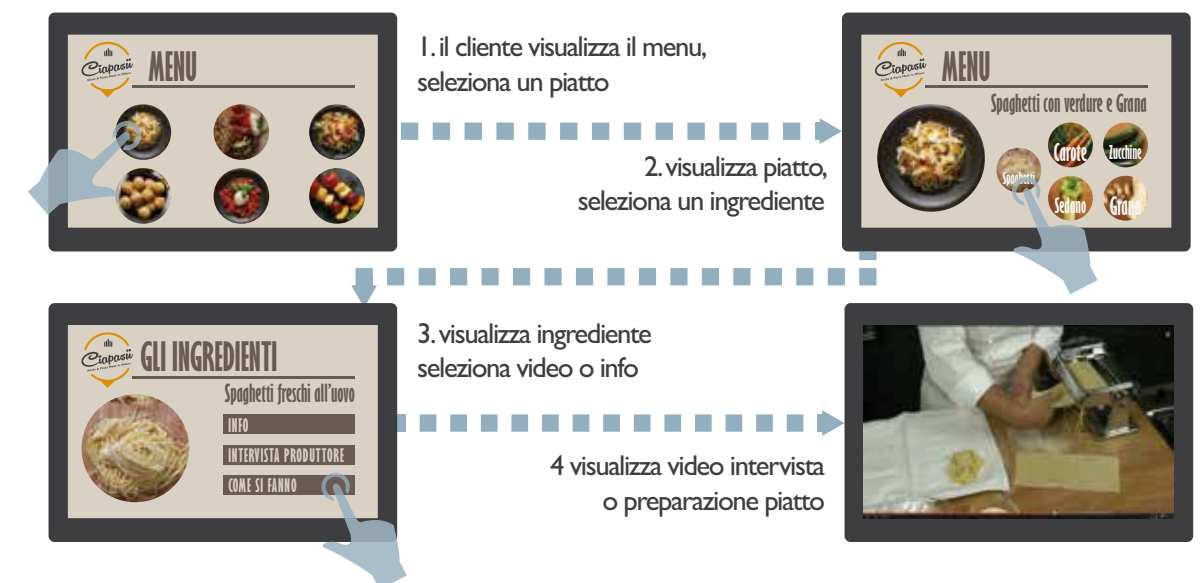 Ciapasü
MENU
1. il cliente visualizza il menu,
seleziona un piatto
Ciapasü
MENU
Spaghetti con verdure e Grana
Spaghetti
Carote
Zucchine
Sedano
Grana
2. visualizza piatto,
seleziona un ingrediente
Ciapasü
GLI INGREDIENTI
Spaghetti freschi all'uovo
INFO
INTERVISTA PRODUTTORE
COME SI FANNO
3. visualizza ingrediente
seleziona video o info
4 visualizza video intervista
o preparazione piatto